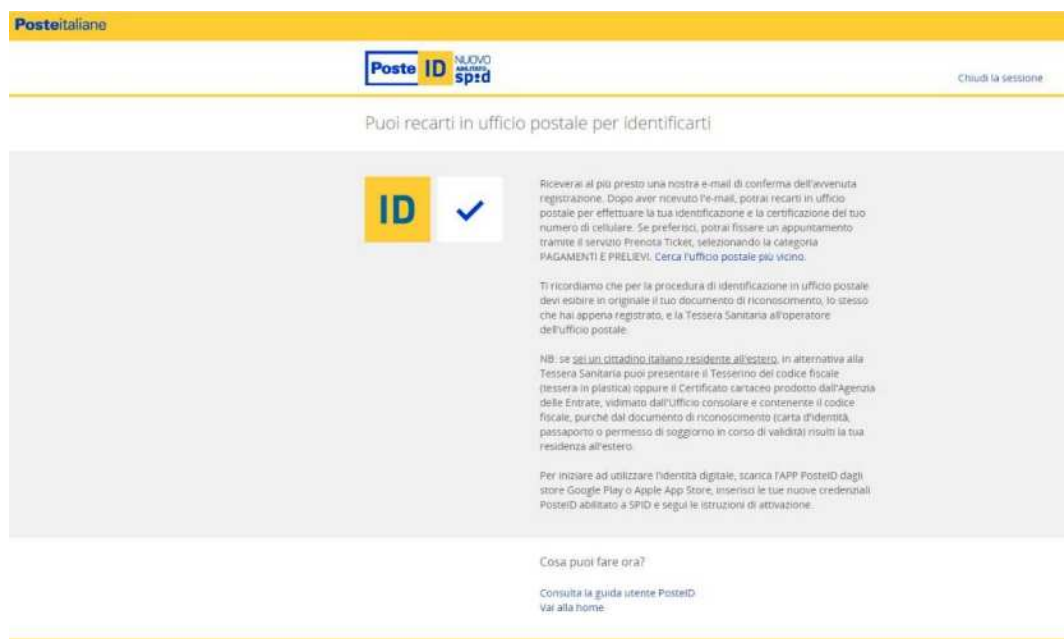 Posteitaliane
Poste ID NUOVO
ABILITATO
spid
Chiudi la sessione
Puoi recarti in ufficio postale per identificarti
ID
Riceverai al più presto una nostra e-mail di conferma dell'avvenuta
registrazione. Dopo aver ricevuto l'e-mail, potrai recarti in ufficio
postale per effettuare la tua identificazione e la certificazione del tuo
numero di cellulare. Se preferisci, potrai fissare un appuntamento
tramite il servizio Prenota Ticket, selezionando la categoria
PAGAMENTI E PRELIEVI. Cerca l'ufficio postale più vicino.
Ti ricordiamo che per la procedura di identificazione in ufficio postale
devi esibire in originale il tuo documento di riconoscimento, lo stesso
che hai appena registrato, e la Tessera Sanitaria all'operatore
dell'ufficio postale.
NB: se sei un cittadino italiano residente all'estero, in alternativa alla
Tessera Sanitaria puoi presentare il Tesserino del codice fiscale
(tessera in plastica) oppure il Certificato cartaceo prodotto dall'Agenzia
delle Entrate, vidimato dall'Ufficio consolare e contenente il codice
fiscale, purché dal documento di riconoscimento (carta d'identità,
passaporto o permesso di soggiorno in corso di validità) risulti la tua
residenza all'estero.
Per iniziare ad utilizzare l'identità digitale, scarica l'APP PosteID dagli
store Google Play o Apple App Store, inserisci le tue nuove credenziali
PosteID abilitato a SPID e segui le istruzioni di attivazione.
Cosa puoi fare ora?
Consulta la guida utente PosteID
Vai alla home